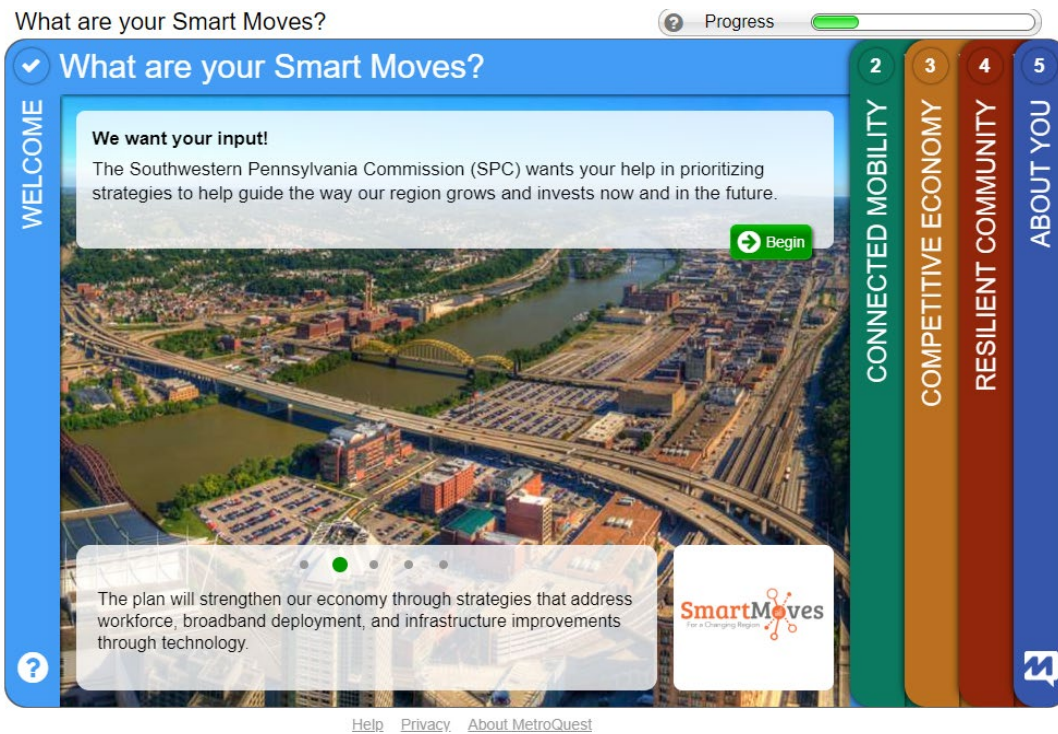 What are your Smart Moves?
? Progress
What are your Smart Moves?
WELCOME
We want your input!
The Southwestern Pennsylvania Commission (SPC) wants your help in prioritizing
strategies to help guide the way our region grows and invests now and in the future.
Begin
The plan will strengthen our economy through strategies that address
workforce, broadband deployment, and infrastructure improvements
through technology.
SmartMoves
For a Changing Region
?
2
CONNECTED MOBILITY
3
COMPETITIVE ECONOMY
4
RESILIENT COMMUNITY
5
ABOUT YOU
Help Privacy About MetroQuest